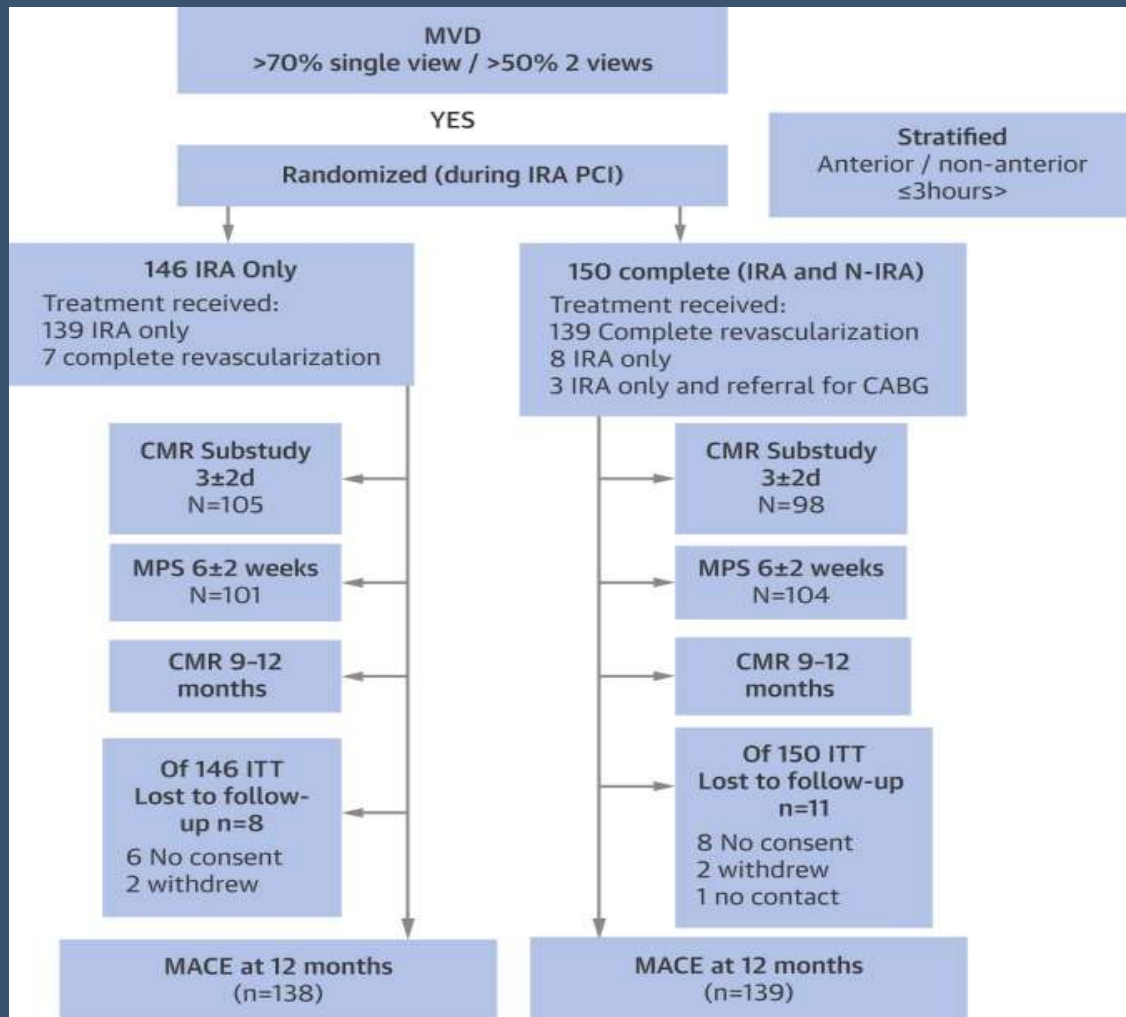 MVD
>70% single view / >50% 2 views
YES
Randomized (during IRA PCI)
Stratified
Anterior / non-anterior
≤3hours>
146 IRA Only
Treatment received:
139 IRA only
7 complete revascularization
150 complete (IRA and N-IRA)
Treatment received:
139 Complete revascularization
8 IRA only
3 IRA only and referral for CABG
CMR Substudy
3±2d
N=105
CMR Substudy
3±2d
N=98
MPS 6±2 weeks
N=101
MPS 6±2 weeks
N=104
CMR 9-12
months
CMR 9-12
months
Of 146 ITT
Lost to follow-
up n=8
6 No consent
2 withdrew
Of 150 ITT
Lost to follow-up
n=11
8 No consent
2 withdrew
1 no contact
MACE at 12 months
(n=138)
MACE at 12 months
(n=139)